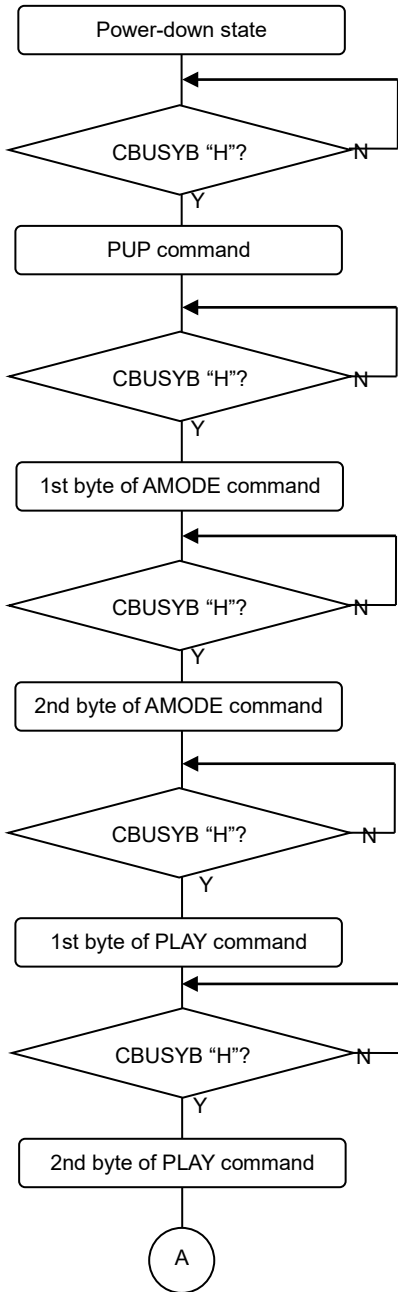 Power-down state
CBUSYB “H”?
N
Y
PUP command
CBUSYB “H”?
N
Y
1st byte of AMODE command
CBUSYB “H”?
N
Y
2nd byte of AMODE command
CBUSYB “H”?
N
Y
1st byte of PLAY command
CBUSYB “H”?
N
Y
2nd byte of PLAY command
A